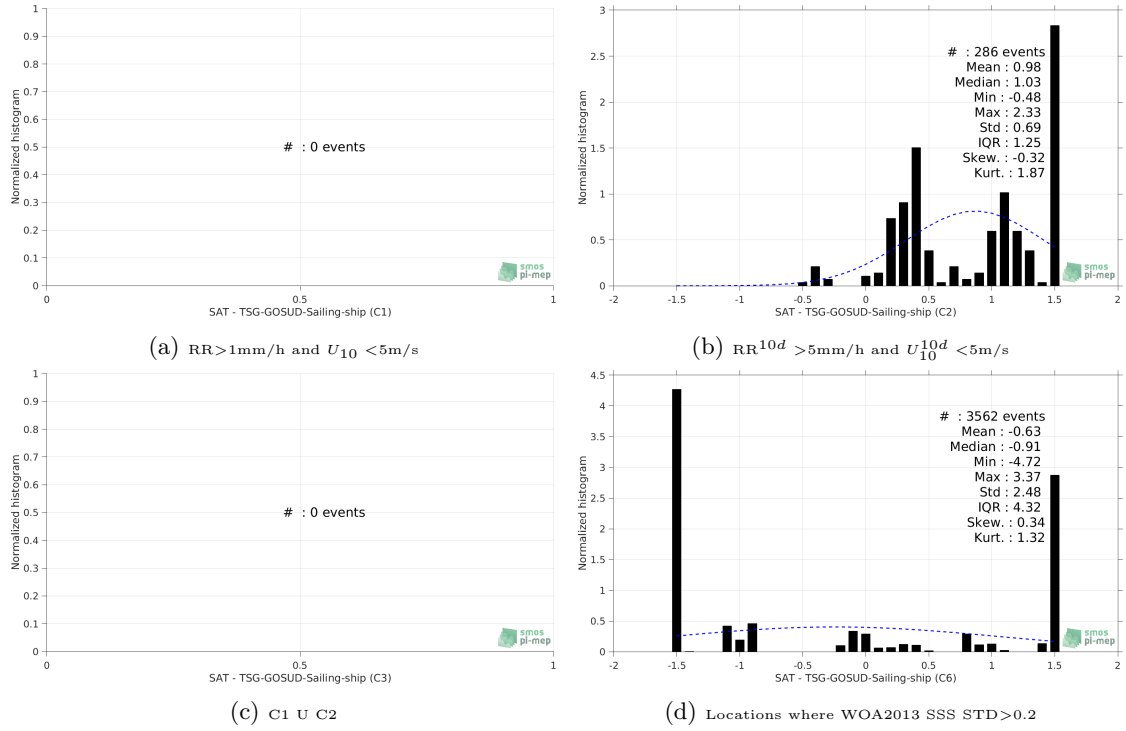 1
0.9
0.8
0.7
0.6
0.5
0.4
0.3
0.2
0.1
0
Normalized histogram
# : 0 events
smos
pi-mep
0 0.5 1
SAT - TSG-GOSUD-Sailing-ship (C1)
(a) RR>1mm/h and U10 <5m/s
3
2.5
2
1.5
1
0.5
0
Normalized histogram
# : 286 events
Mean : 0.98
Median : 1.03
Min : -0.48
Max : 2.33
Std : 0.69
IQR : 1.25
Skew. : -0.32
Kurt. : 1.87
smos
pi-mep
-2 -1.5 -1 -0.5 0 0.5 1 1.5 2
SAT - TSG-GOSUD-Sailing-ship (C2)
(b) RR10d >5mm/h and U10d10 <5m/s
1
0.9
0.8
0.7
0.6
0.5
0.4
0.3
0.2
0.1
0
Normalized histogram
# : 0 events
smos
pi-mep
0 0.5 1
SAT - TSG-GOSUD-Sailing-ship (C3)
(c) C1 U C2
4.5
4
3.5
3
2.5
2
1.5
1
0.5
0
Normalized histogram
# : 3562 events
Mean : -0.63
Median : -0.91
Min : -4.72
Max : 3.37
Std : 2.48
IQR : 4.32
Skew. : 0.34
Kurt. : 1.32
smos
pi-mep
-2 -1.5 -1 -0.5 0 0.5 1 1.5 2
SAT - TSG-GOSUD-Sailing-ship (C6)
(d) Locations where WOA2013 SSS STD>0.2